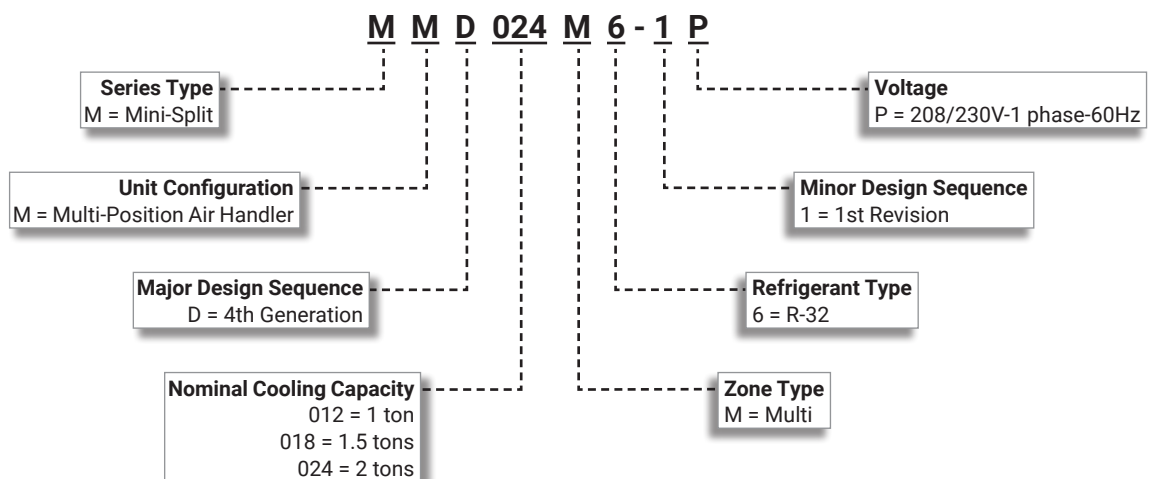 M M D 024 M 6 - 1 P
Series Type
M = Mini-Split
Voltage
P = 208/230V-1 phase-60Hz
Unit Configuration
M = Multi-Position Air Handler
Minor Design Sequence
1 = 1st Revision
Major Design Sequence
D = 4th Generation
Refrigerant Type
6 = R-32
Nominal Cooling Capacity
012 = 1 ton
018 = 1.5 tons
024 = 2 tons
Zone Type
M = Multi